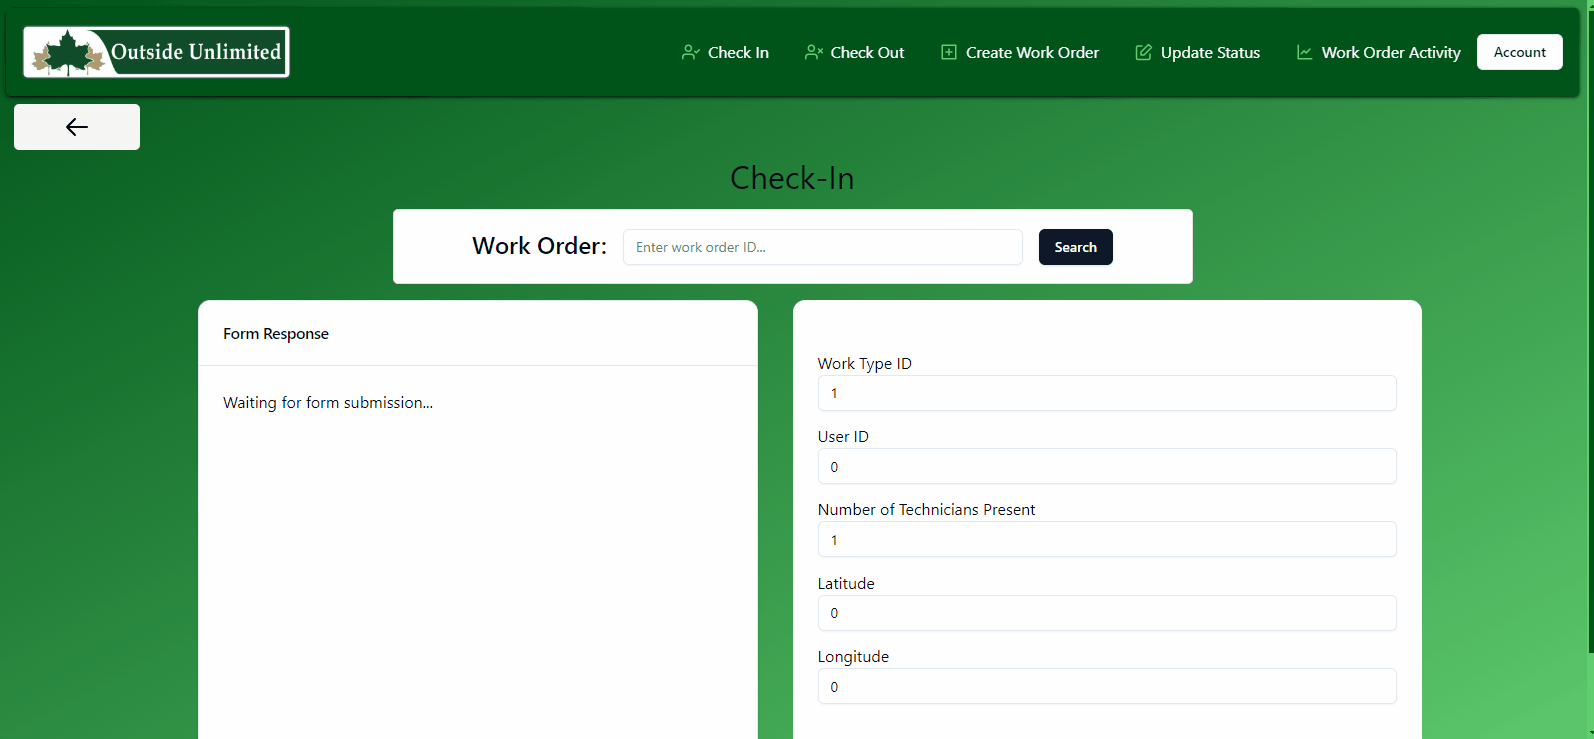 Outside Unlimited
Check In
Check Out
Create Work Order
Update Status
Work Order Activity
Account
Check-In
Work Order:
Enter work order ID...
Search
Form Response
Waiting for form submission...
Work Type ID
1
User ID
0
Number of Technicians Present
1
Latitude
0
Longitude
0